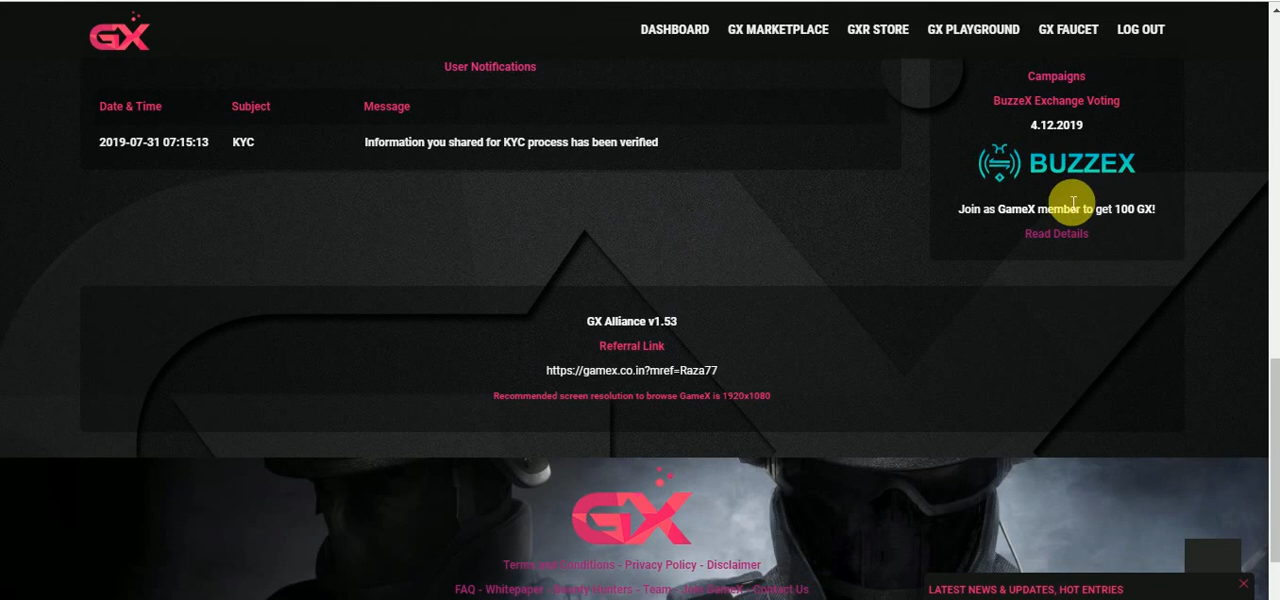 GX
DASHBOARD GX MARKETPLACE GXR STORE GX PLAYGROUND GX FAUCET LOG OUT
User Notifications
Date & Time Subject Message
2019-07-31 07:15:13 KYC Information you shared for KYC process has been verified
Campaigns
BuzzeX Exchange Voting
4.12.2019
BUZZEX
Join as GameX member to get 100 GX!
Read Details
GX Alliance v1.53
Referral Link
https://gamex.co.in?mref=Raza77
Recommended screen resolution to browse GameX is 1920x1080
GX
Terms and Conditions - Privacy Policy - Disclaimer
FAQ - Whitepaper - Bounty Hunters - Team - Join GameX - Contact Us
LATEST NEWS & UPDATES, HOT ENTRIES